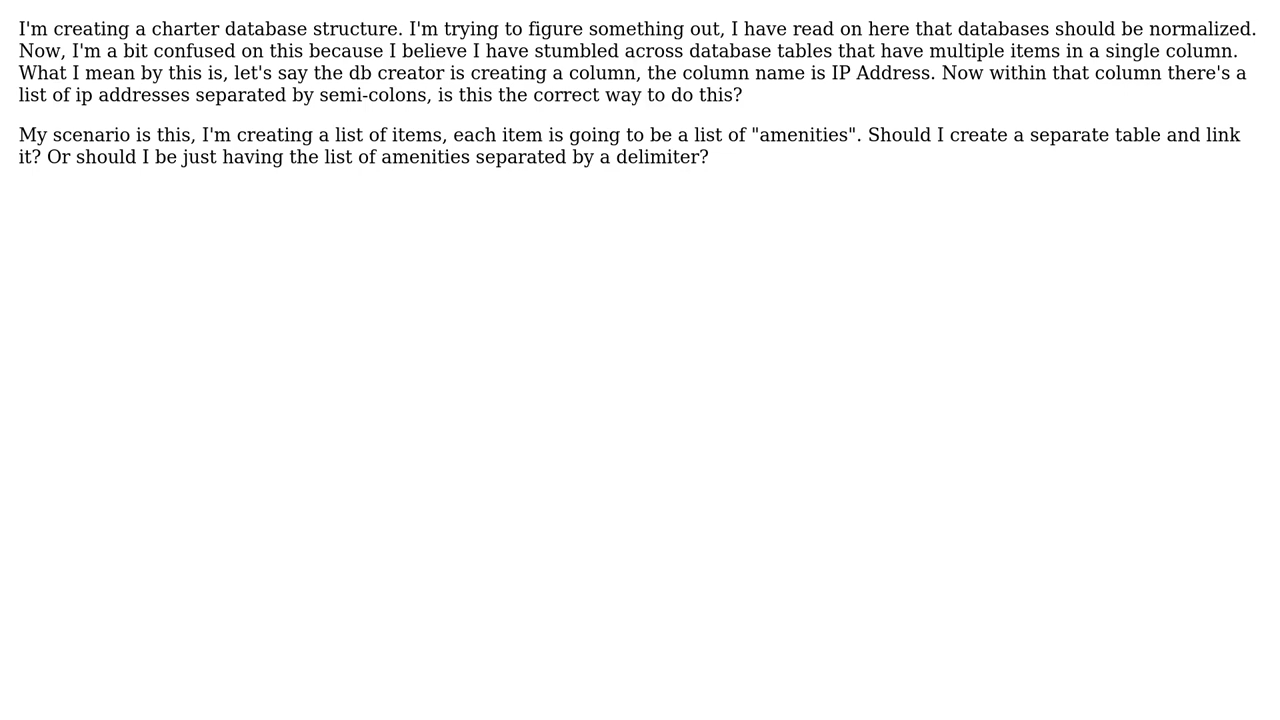 I'm creating a charter database structure. I'm trying to figure something out, I have read on here that databases should be normalized.
Now, I'm a bit confused on this because I believe I have stumbled across database tables that have multiple items in a single column.
What I mean by this is, let's say the db creator is creating a column, the column name is IP Address. Now within that column there's a
list of ip addresses separated by semi-colons, is this the correct way to do this?
My scenario is this, I'm creating a list of items, each item is going to be a list of "amenities". Should I create a separate table and link
it? Or should I be just having the list of amenities separated by a delimiter?